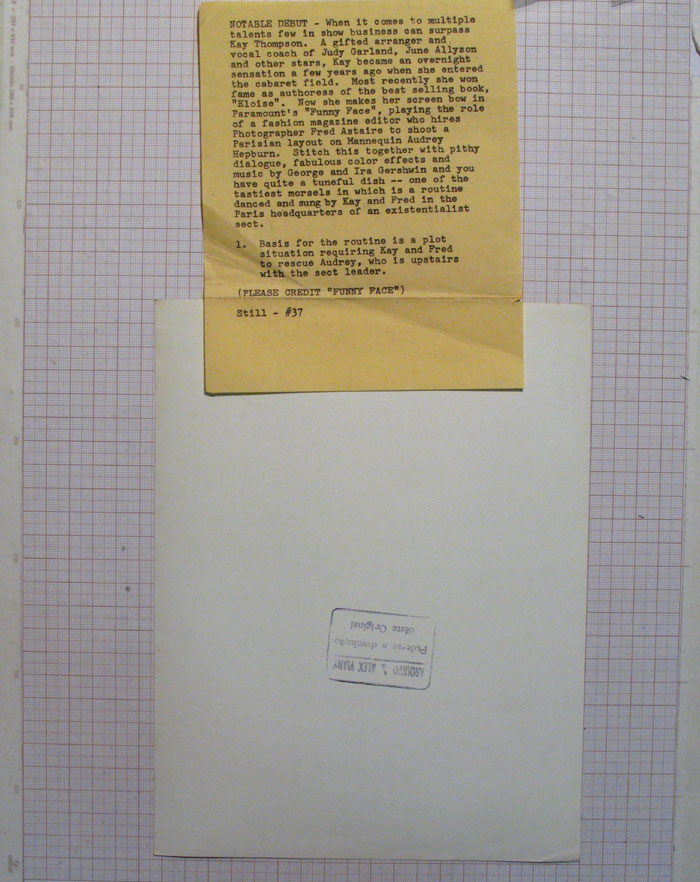 NOTABLE DEBUT - When it comes to multiple
talents few in show business can surpass
Kay Thompson.  A gifted arranger and
vocal coach of Judy Garland, June Allyson
and other stars, Kay became an overnight
sensation a few years ago when she entered
the cabaret field.  Most recently she won
fame as authoress of the best selling book,
"Eloise".  Now she makes her screen bow in
Paramount's "Funny Face", playing the role
of a fashion magazine editor who hires
Photographer Fred Astaire to shoot a
Parisian layout on Mannequin Audrey
Hepburn.  Stitch this together with pithy
dialogue, fabulous color effects and
music by George and Ira Gershwin and you
have quite a tuneful dish -- one of the
tastiest morsels in which is a routine
danced and sung by Kay and Fred in the
Paris headquarters of an existentialist
sect.
1.  Basis for the routine is a plot
situation requiring Kay and Fred
to rescue Audrey, who is upstairs
with the sect leader.
(PLEASE CREDIT "FUNNY FACE")
Still - #37
ALEX VIANY
Pede-se a devolução
dêste Original